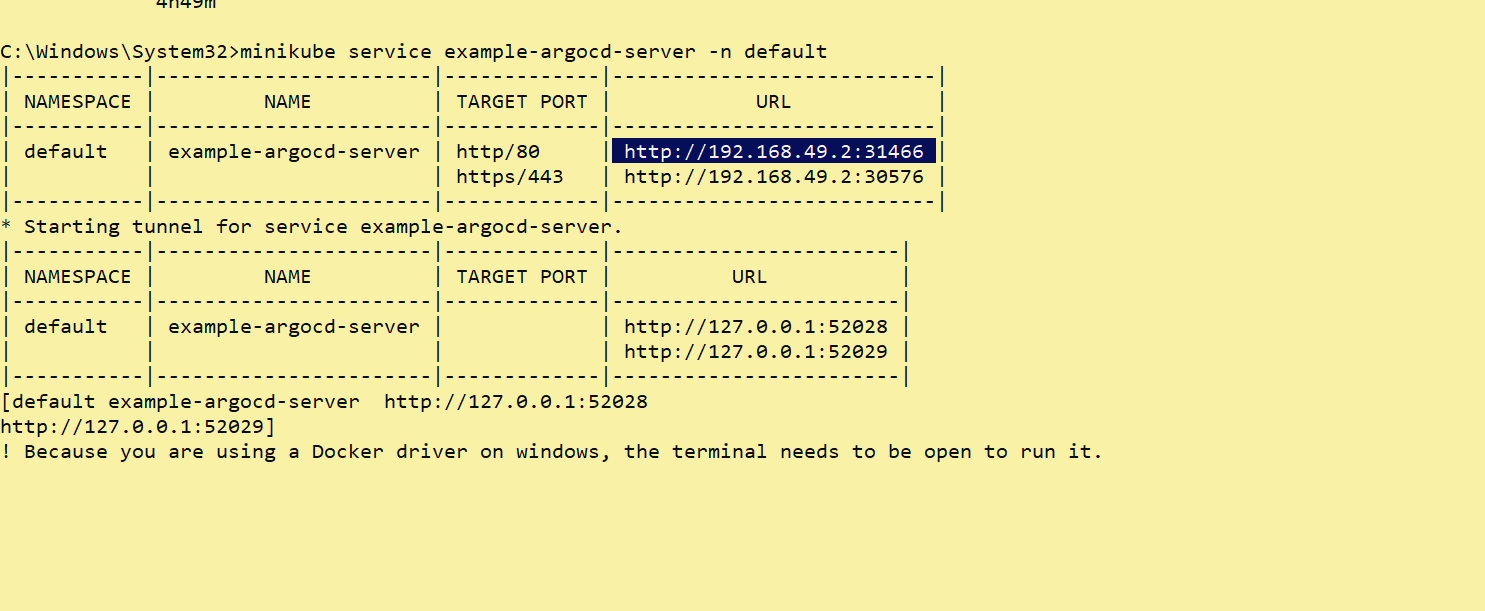 4h49m
C:\Windows\System32>minikube service example-argocd-server -n default
|-----------|-----------------------|-------------|---------------------------|
| NAMESPACE |         NAME          | TARGET PORT |            URL            |
|-----------|-----------------------|-------------|---------------------------|
| default   | example-argocd-server | http/80     | http://192.168.49.2:31466 |
|           |                       | https/443   | http://192.168.49.2:30576 |
|-----------|-----------------------|-------------|---------------------------|
* Starting tunnel for service example-argocd-server.
|-----------|-----------------------|-------------|------------------------|
| NAMESPACE |         NAME          | TARGET PORT |          URL           |
|-----------|-----------------------|-------------|------------------------|
| default   | example-argocd-server |             | http://127.0.0.1:52028 |
|           |                       |             | http://127.0.0.1:52029 |
|-----------|-----------------------|-------------|------------------------|
[default example-argocd-server  http://127.0.0.1:52028
http://127.0.0.1:52029]
! Because you are using a Docker driver on windows, the terminal needs to be open to run it.